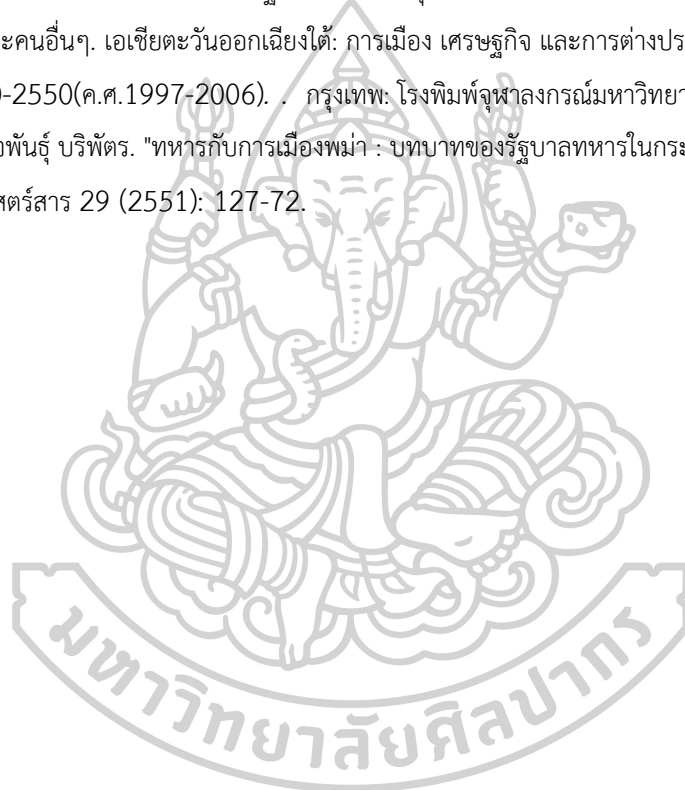 ะคนอื่นๆ. เอเชียตะวันออกเฉียงใต้: การเมือง เศรษฐกิจ และการต่างประ
-2550(ค.ศ.1997-2006). . กรุงเทพ: โรงพิมพ์จุฬาลงกรณ์มหาวิทยา
พันธุ์ บริพัตร. "ทหารกับการเมืองพม่า : บทบาทของรัฐบาลทหารในกระ
สตร์สาร 29 (2551): 127-72.
มหาวิทยาลัยศิลปากร